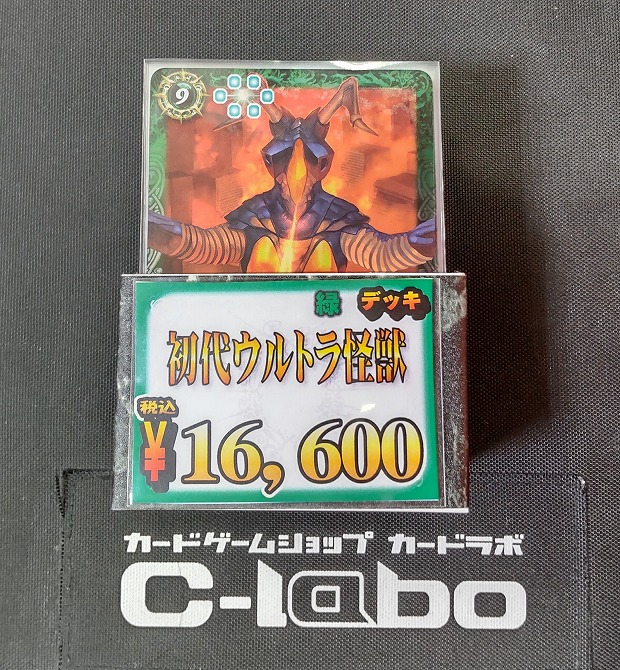 9
緑 デッキ
初代ウルトラ怪獣
税込
¥16,600
カードゲームショップ カードラボ
C-labo